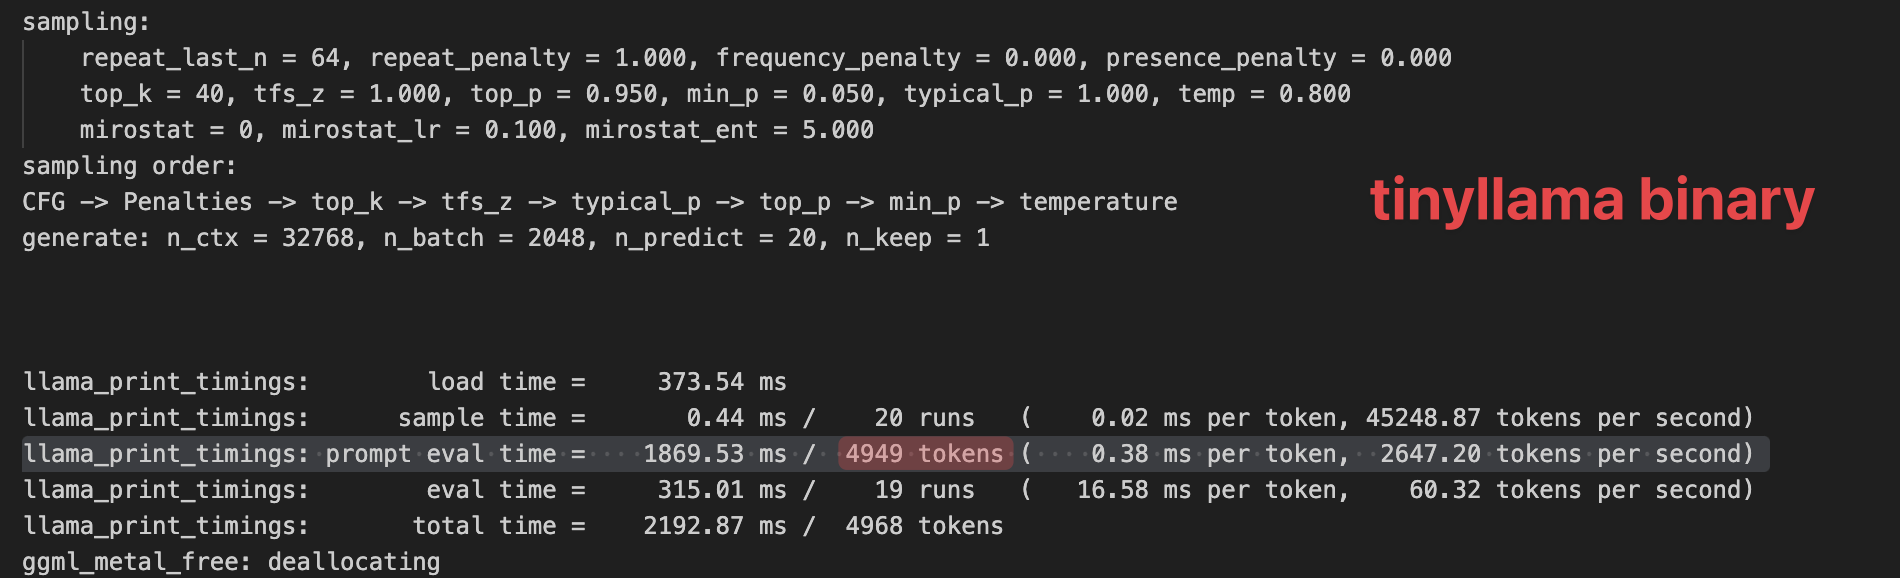 sampling:
repeat_last_n = 64, repeat_penalty = 1.000, frequency_penalty = 0.000, presence_penalty = 0.000
top_k = 40, tfs_z = 1.000, top_p = 0.950, min_p = 0.050, typical_p = 1.000, temp = 0.800
mirostat = 0, mirostat_lr = 0.100, mirostat_ent = 5.000
sampling order:
CFG -> Penalties -> top_k -> tfs_z -> typical_p -> top_p -> min_p -> temperature
tinyllama binary
generate: n_ctx = 32768, n_batch = 2048, n_predict = 20, n_keep = 1
llama_print_timings: load time = 373.54 ms
llama_print_timings: sample time = 0.44 ms / 20 runs ( 0.02 ms per token, 45248.87 tokens per second)
llama_print_timings: prompt eval time = 1869.53 ms / 4949 tokens ( 0.38 ms per token, 2647.20 tokens per second)
llama_print_timings: eval time = 315.01 ms / 19 runs ( 16.58 ms per token, 60.32 tokens per second)
llama_print_timings: total time = 2192.87 ms / 4968 tokens
ggml_metal_free: deallocating